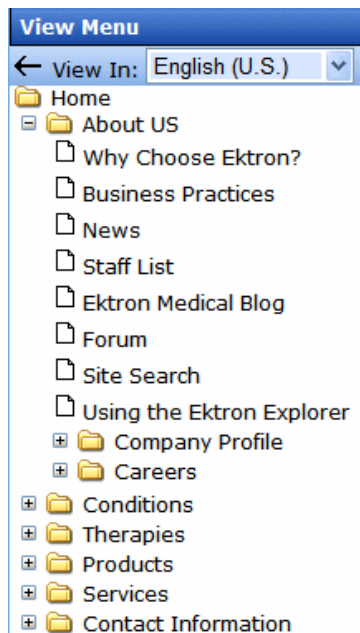 View Menu
View In: English (U.S.)
Home
About US
Why Choose Ektron?
Business Practices
News
Staff List
Ektron Medical Blog
Forum
Site Search
Using the Ektron Explorer
Company Profile
Careers
Conditions
Therapies
Products
Services
Contact Information